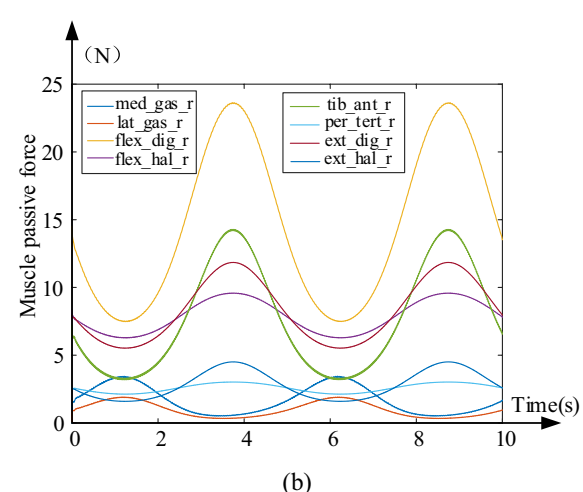 (N)
25
20
15
10
5
0
Muscle passive force
med_gas_r
lat_gas_r
flex_dig_r
flex_hal_r
tib_ant_r
per_tert_r
ext_dig_r
ext_hal_r
0 2 4 6 8 10
Time(s)
(b)